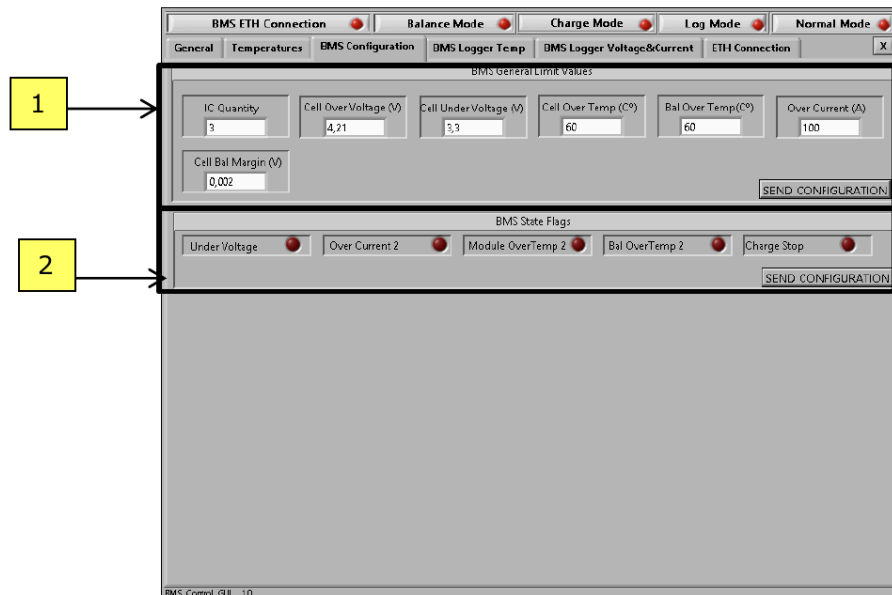 BMS ETH Connection Balance Mode Charge Mode Log Mode Normal Mode
General Temperatures BMS Configuration BMS Logger Temp BMS Logger Voltage&Current ETH Connection X
BMS General Limit Values
1
IC Quantity Cell Over Voltage (V) Cell Under Voltage (V) Cell Over Temp (Cº) Bal Over Temp(Cº) Over Current (A)
3 4,21 3,3 60 60 100
Cell Bal Margin (V)
0,002
SEND CONFIGURATION
BMS State Flags
2
Under Voltage Over Current 2 Module OverTemp 2 Bal OverTemp 2 Charge Stop
SEND CONFIGURATION
BMS Control GUI